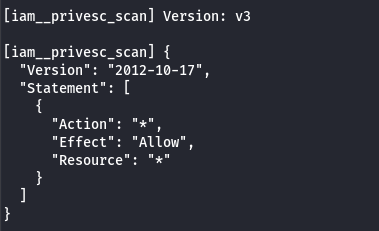 [iam__privesc_scan] Version: v3
[iam__privesc_scan] {
  "Version": "2012-10-17",
  "Statement": [
    {
      "Action": "*",
      "Effect": "Allow",
      "Resource": "*"
    }
  ]
}